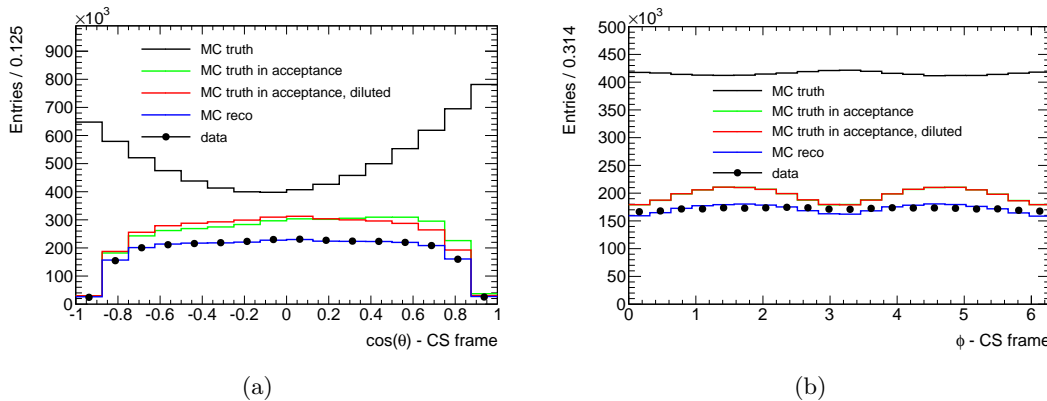 ×10³
Entries / 0.125
900
800
700
600
500
400
300
200
100
0
MC truth
MC truth in acceptance
MC truth in acceptance, diluted
MC reco
data
-1 -0.8 -0.6 -0.4 -0.2 0 0.2 0.4 0.6 0.8 1
cos(θ) - CS frame
(a)
×10³
Entries / 0.314
500
450
400
350
300
250
200
150
100
50
0
MC truth
MC truth in acceptance
MC truth in acceptance, diluted
MC reco
data
0 1 2 3 4 5 6
ϕ - CS frame
(b)